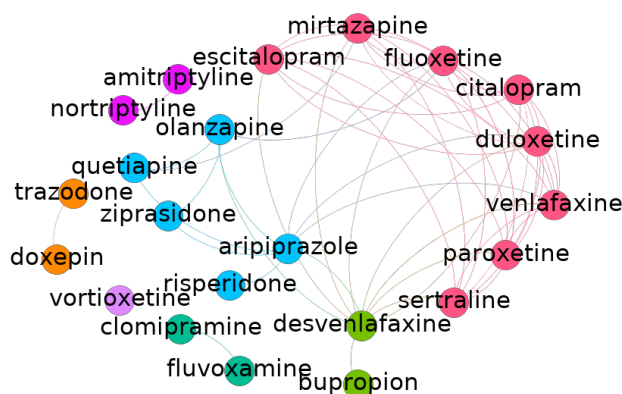 mirtazapine
escitalopram
fluoxetine
amitriptyline
citalopram
nortriptyline
olanzapine
duloxetine
quetiapine
trazodone
venlafaxine
ziprasidone
aripiprazole
paroxetine
doxepin
risperidone
vortioxetine
sertraline
clomipramine
desvenlafaxine
fluvoxamine
bupropion